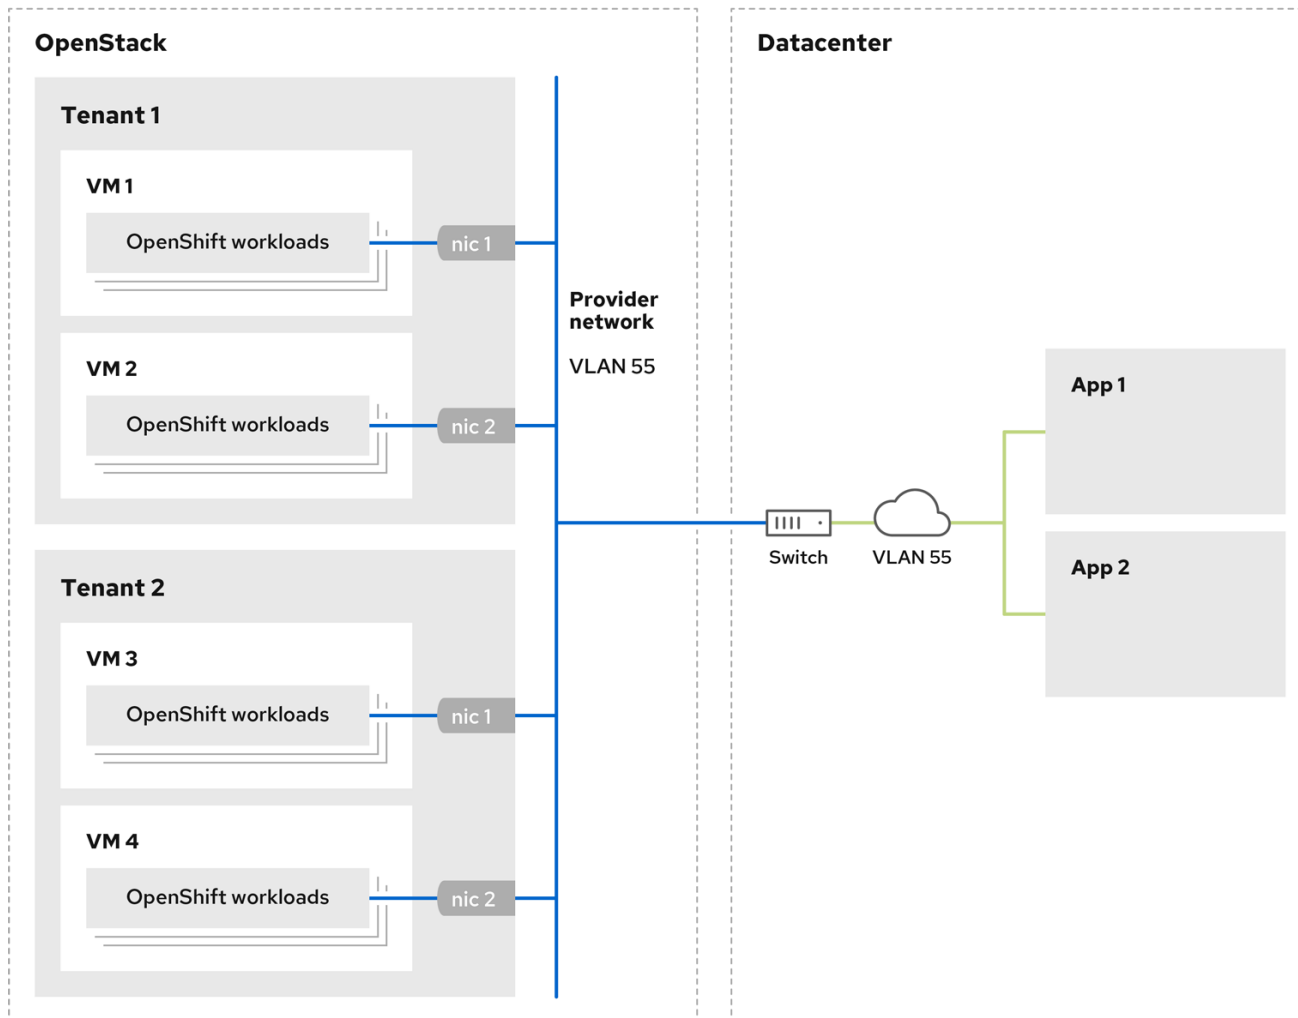 OpenStack
Tenant 1
VM 1
OpenShift workloads
nic 1
VM 2
OpenShift workloads
nic 2
Provider
network
VLAN 55
Tenant 2
VM 3
OpenShift workloads
nic 1
VM 4
OpenShift workloads
nic 2
Datacenter
Switch
VLAN 55
App 1
App 2